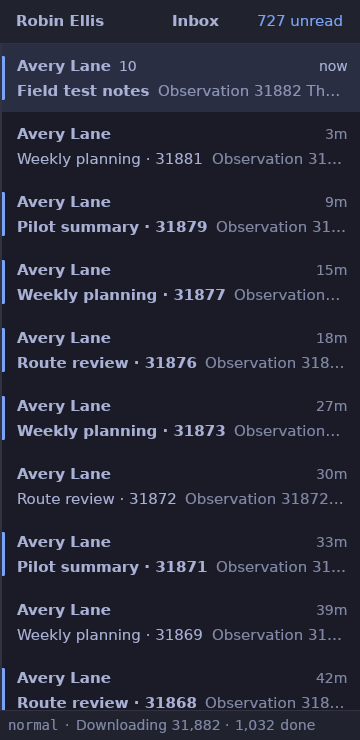 Robin Ellis Inbox 727 unread
Avery Lane 10 now
Field test notes Observation 31882 Th…
Avery Lane 3m
Weekly planning · 31881 Observation 31…
Avery Lane 9m
Pilot summary · 31879 Observation 31…
Avery Lane 15m
Weekly planning · 31877 Observation…
Avery Lane 18m
Route review · 31876 Observation 318…
Avery Lane 27m
Weekly planning · 31873 Observation…
Avery Lane 30m
Route review · 31872 Observation 31872…
Avery Lane 33m
Pilot summary · 31871 Observation 31…
Avery Lane 39m
Weekly planning · 31869 Observation 31…
Avery Lane 42m
Route review · 31868 Observation 318…
normal · Downloading 31,882 · 1,032 done